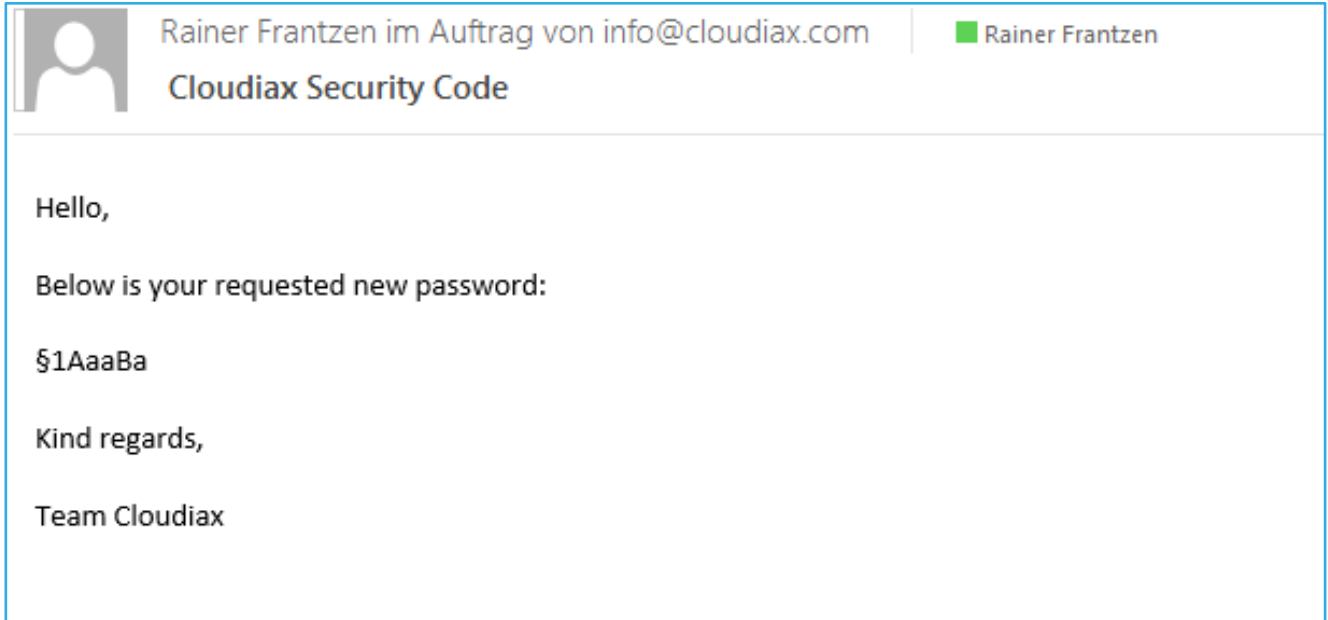 Rainer Frantzen im Auftrag von info@cloudiax.com Rainer Frantzen
Cloudiax Security Code
Hello,
Below is your requested new password:
§1AaaBa
Kind regards,
Team Cloudiax